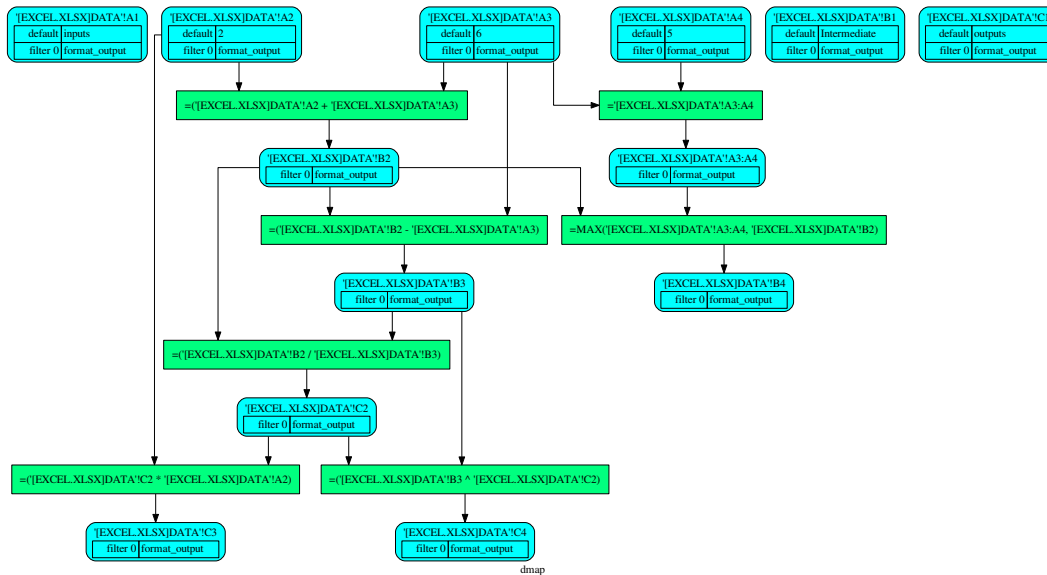 '[EXCEL.XLSX]DATA'!A1
default inputs
filter 0 format_output
'[EXCEL.XLSX]DATA'!A2
default 2
filter 0 format_output
'[EXCEL.XLSX]DATA'!A3
default 6
filter 0 format_output
'[EXCEL.XLSX]DATA'!A4
default 5
filter 0 format_output
'[EXCEL.XLSX]DATA'!B1
default Intermediate
filter 0 format_output
'[EXCEL.XLSX]DATA'!C1
default outputs
filter 0 format_output
=('[EXCEL.XLSX]DATA'!A2 + '[EXCEL.XLSX]DATA'!A3)
='[EXCEL.XLSX]DATA'!A3:A4
'[EXCEL.XLSX]DATA'!B2
filter 0 format_output
'[EXCEL.XLSX]DATA'!A3:A4
filter 0 format_output
=('[EXCEL.XLSX]DATA'!B2 - '[EXCEL.XLSX]DATA'!A3)
=MAX('[EXCEL.XLSX]DATA'!A3:A4, '[EXCEL.XLSX]DATA'!B2)
'[EXCEL.XLSX]DATA'!B3
filter 0 format_output
'[EXCEL.XLSX]DATA'!B4
filter 0 format_output
=('[EXCEL.XLSX]DATA'!B2 / '[EXCEL.XLSX]DATA'!B3)
'[EXCEL.XLSX]DATA'!C2
filter 0 format_output
=('[EXCEL.XLSX]DATA'!C2 * '[EXCEL.XLSX]DATA'!A2)
=('[EXCEL.XLSX]DATA'!B3 ^ '[EXCEL.XLSX]DATA'!C2)
'[EXCEL.XLSX]DATA'!C3
filter 0 format_output
'[EXCEL.XLSX]DATA'!C4
filter 0 format_output
dmap